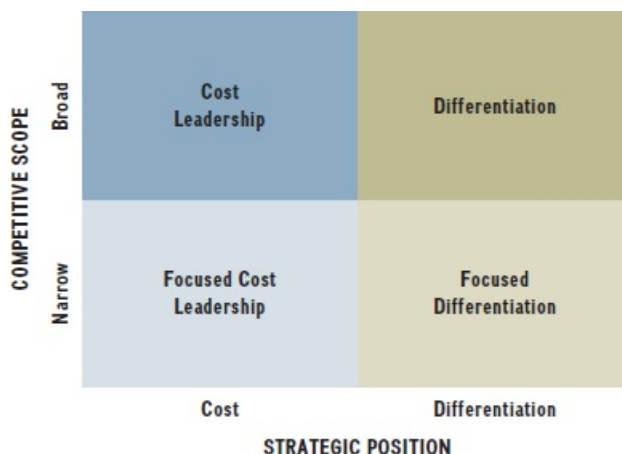 COMPETITIVE SCOPE
Broad
Narrow
Cost
Leadership
Differentiation
Focused Cost
Leadership
Focused
Differentiation
Cost
Differentiation
STRATEGIC POSITION